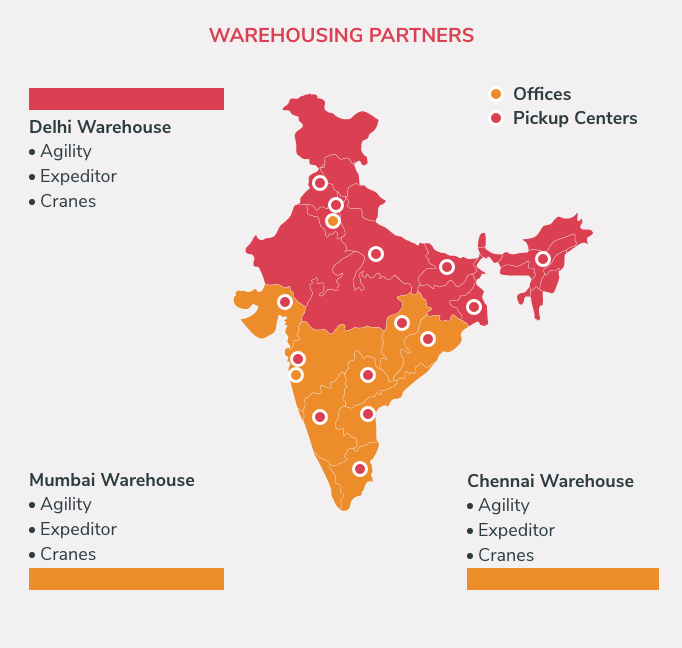 WAREHOUSING PARTNERS
Offices
Pickup Centers
Delhi Warehouse
• Agility
• Expeditor
• Cranes
Mumbai Warehouse
• Agility
• Expeditor
• Cranes
Chennai Warehouse
• Agility
• Expeditor
• Cranes